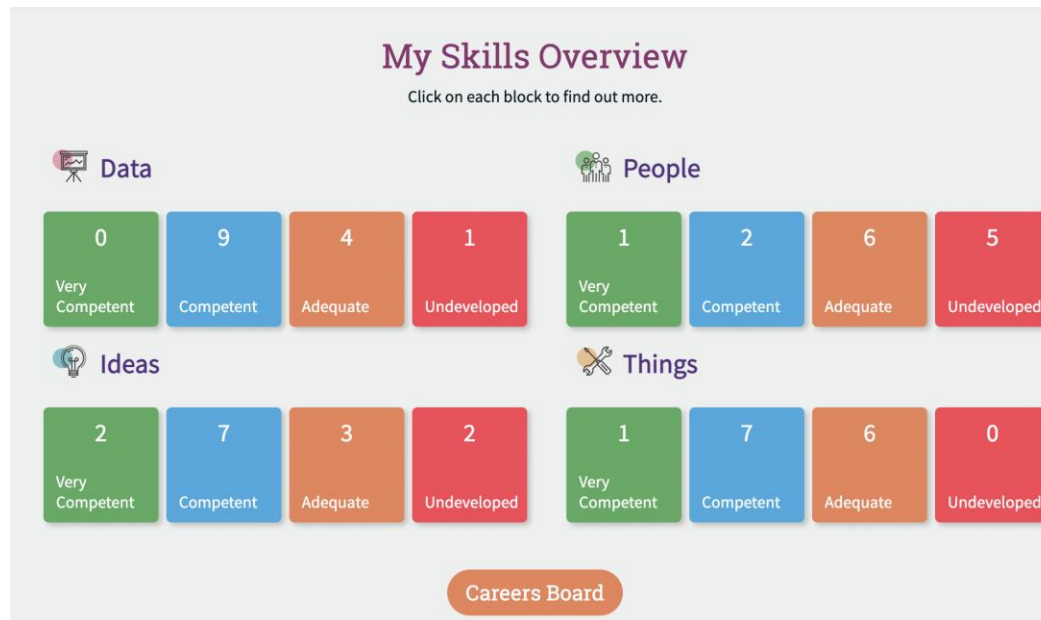 My Skills Overview
Click on each block to find out more.
Data
0
Very
Competent
9
Competent
4
Adequate
1
Undeveloped
People
1
Very
Competent
2
Competent
6
Adequate
5
Undeveloped
Ideas
2
Very
Competent
7
Competent
3
Adequate
2
Undeveloped
Things
1
Very
Competent
7
Competent
6
Adequate
0
Undeveloped
Careers Board